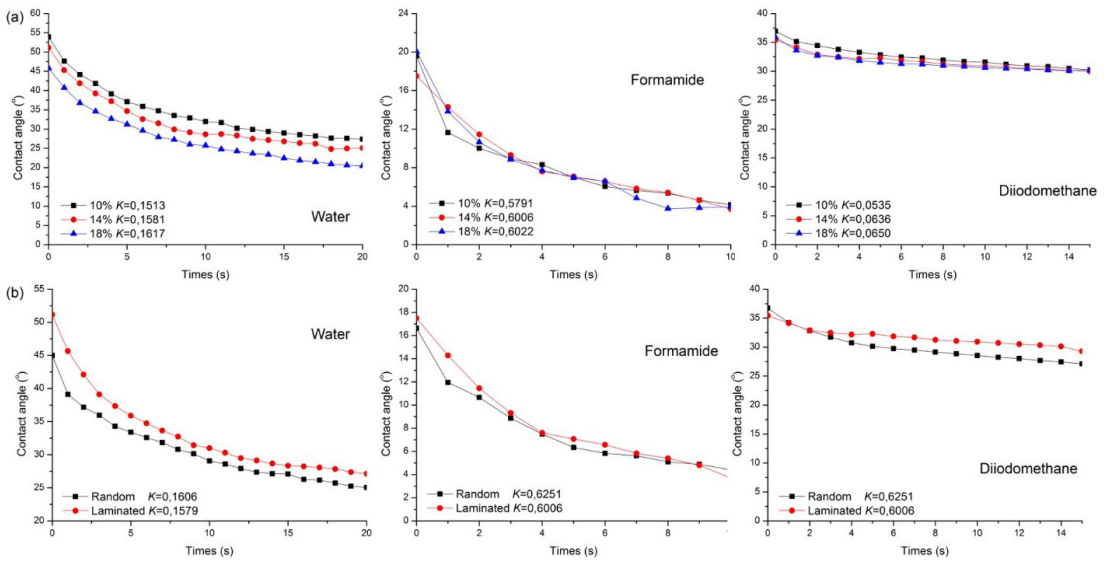 (a)
60
55
50
45
40
35
30
25
20
15
10
5
0
Contact angle (°)
10% K=0,1513
14% K=0,1581
18% K=0,1617
Water
0 5 10 15 20
Times (s)
24
20
16
12
8
4
0
Contact angle (°)
Formamide
10% K=0,5791
14% K=0,6006
18% K=0,6022
0 2 4 6 8 10
Times (s)
40
35
30
25
20
15
10
5
0
Contact angle (°)
Diiodomethane
10% K=0,0535
14% K=0,0636
18% K=0,0650
0 2 4 6 8 10 12 14
Times (s)
(b)
55
50
45
40
35
30
25
20
Contact angle (°)
Water
Random K=0,1606
Laminated K=0,1579
0 5 10 15 20
Times (s)
20
18
16
14
12
10
8
6
4
2
0
Contact angle (°)
Formamide
Random K=0,6251
Laminated K=0,6006
0 2 4 6 8
Times (s)
40
35
30
25
20
15
10
5
0
Contact angle (°)
Diiodomethane
Random K=0,6251
Laminated K=0,6006
0 2 4 6 8 10 12 14
Times (s)